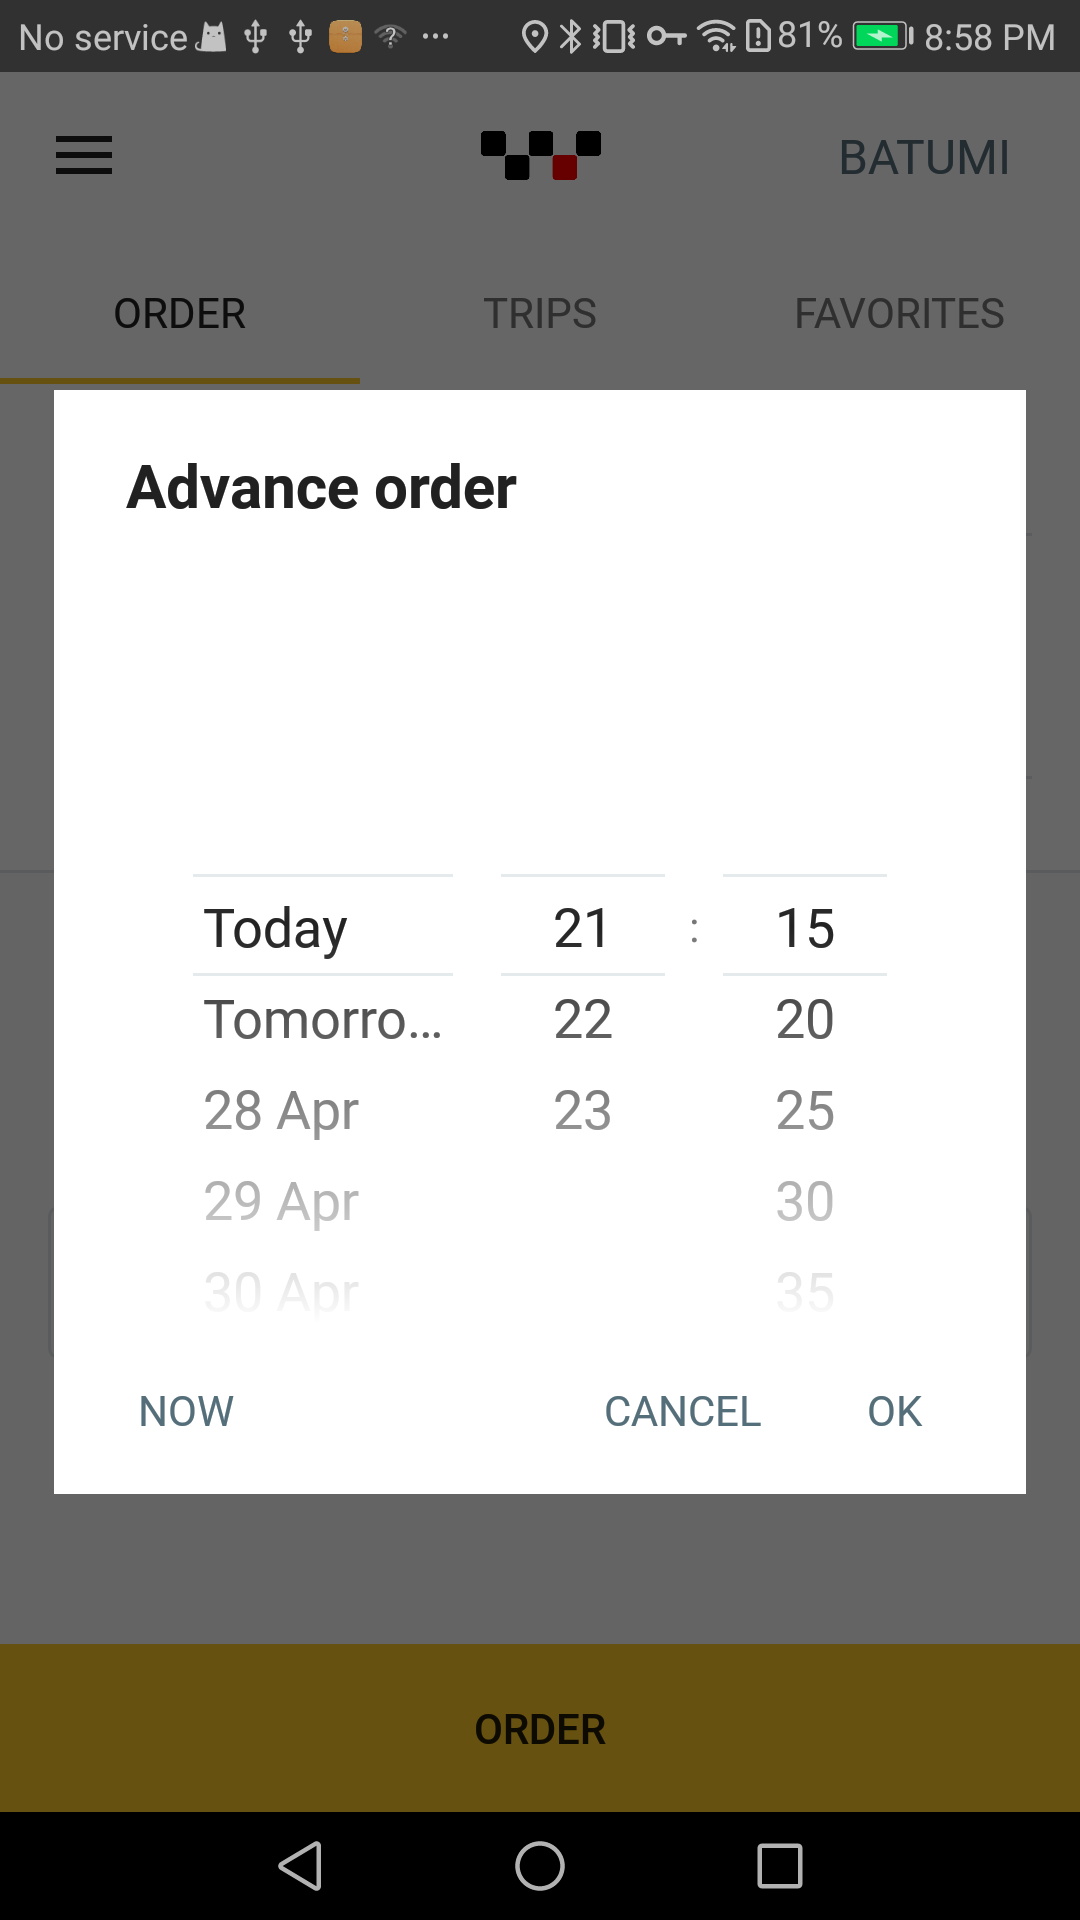 No service 81% 8:58 PM
BATUMI
ORDER TRIPS FAVORITES
Advance order
Today 21 : 15
Tomorro... 22 20
28 Apr 23 25
29 Apr 30
30 Apr 35
NOW CANCEL OK
ORDER